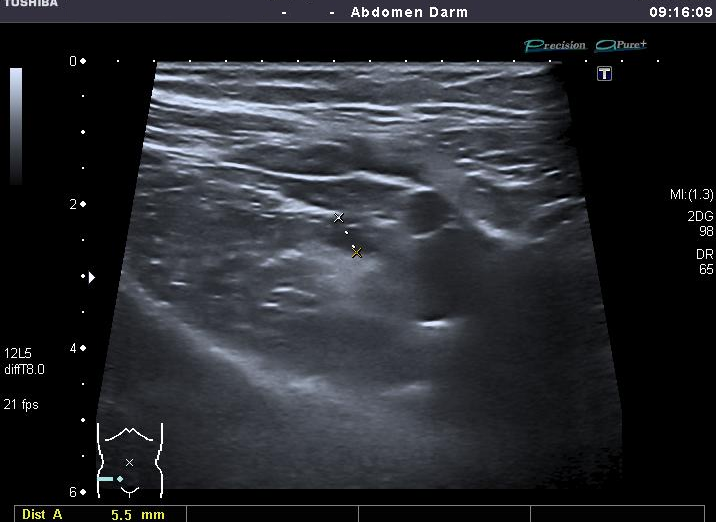 TOSHIBA
- - Abdomen Darm 09:16:09
Precision APure+
T
0
2
4
6
MI:(1.3)
2DG
98
DR
65
12L5
diffT8.0
21 fps
Dist A 5.5 mm